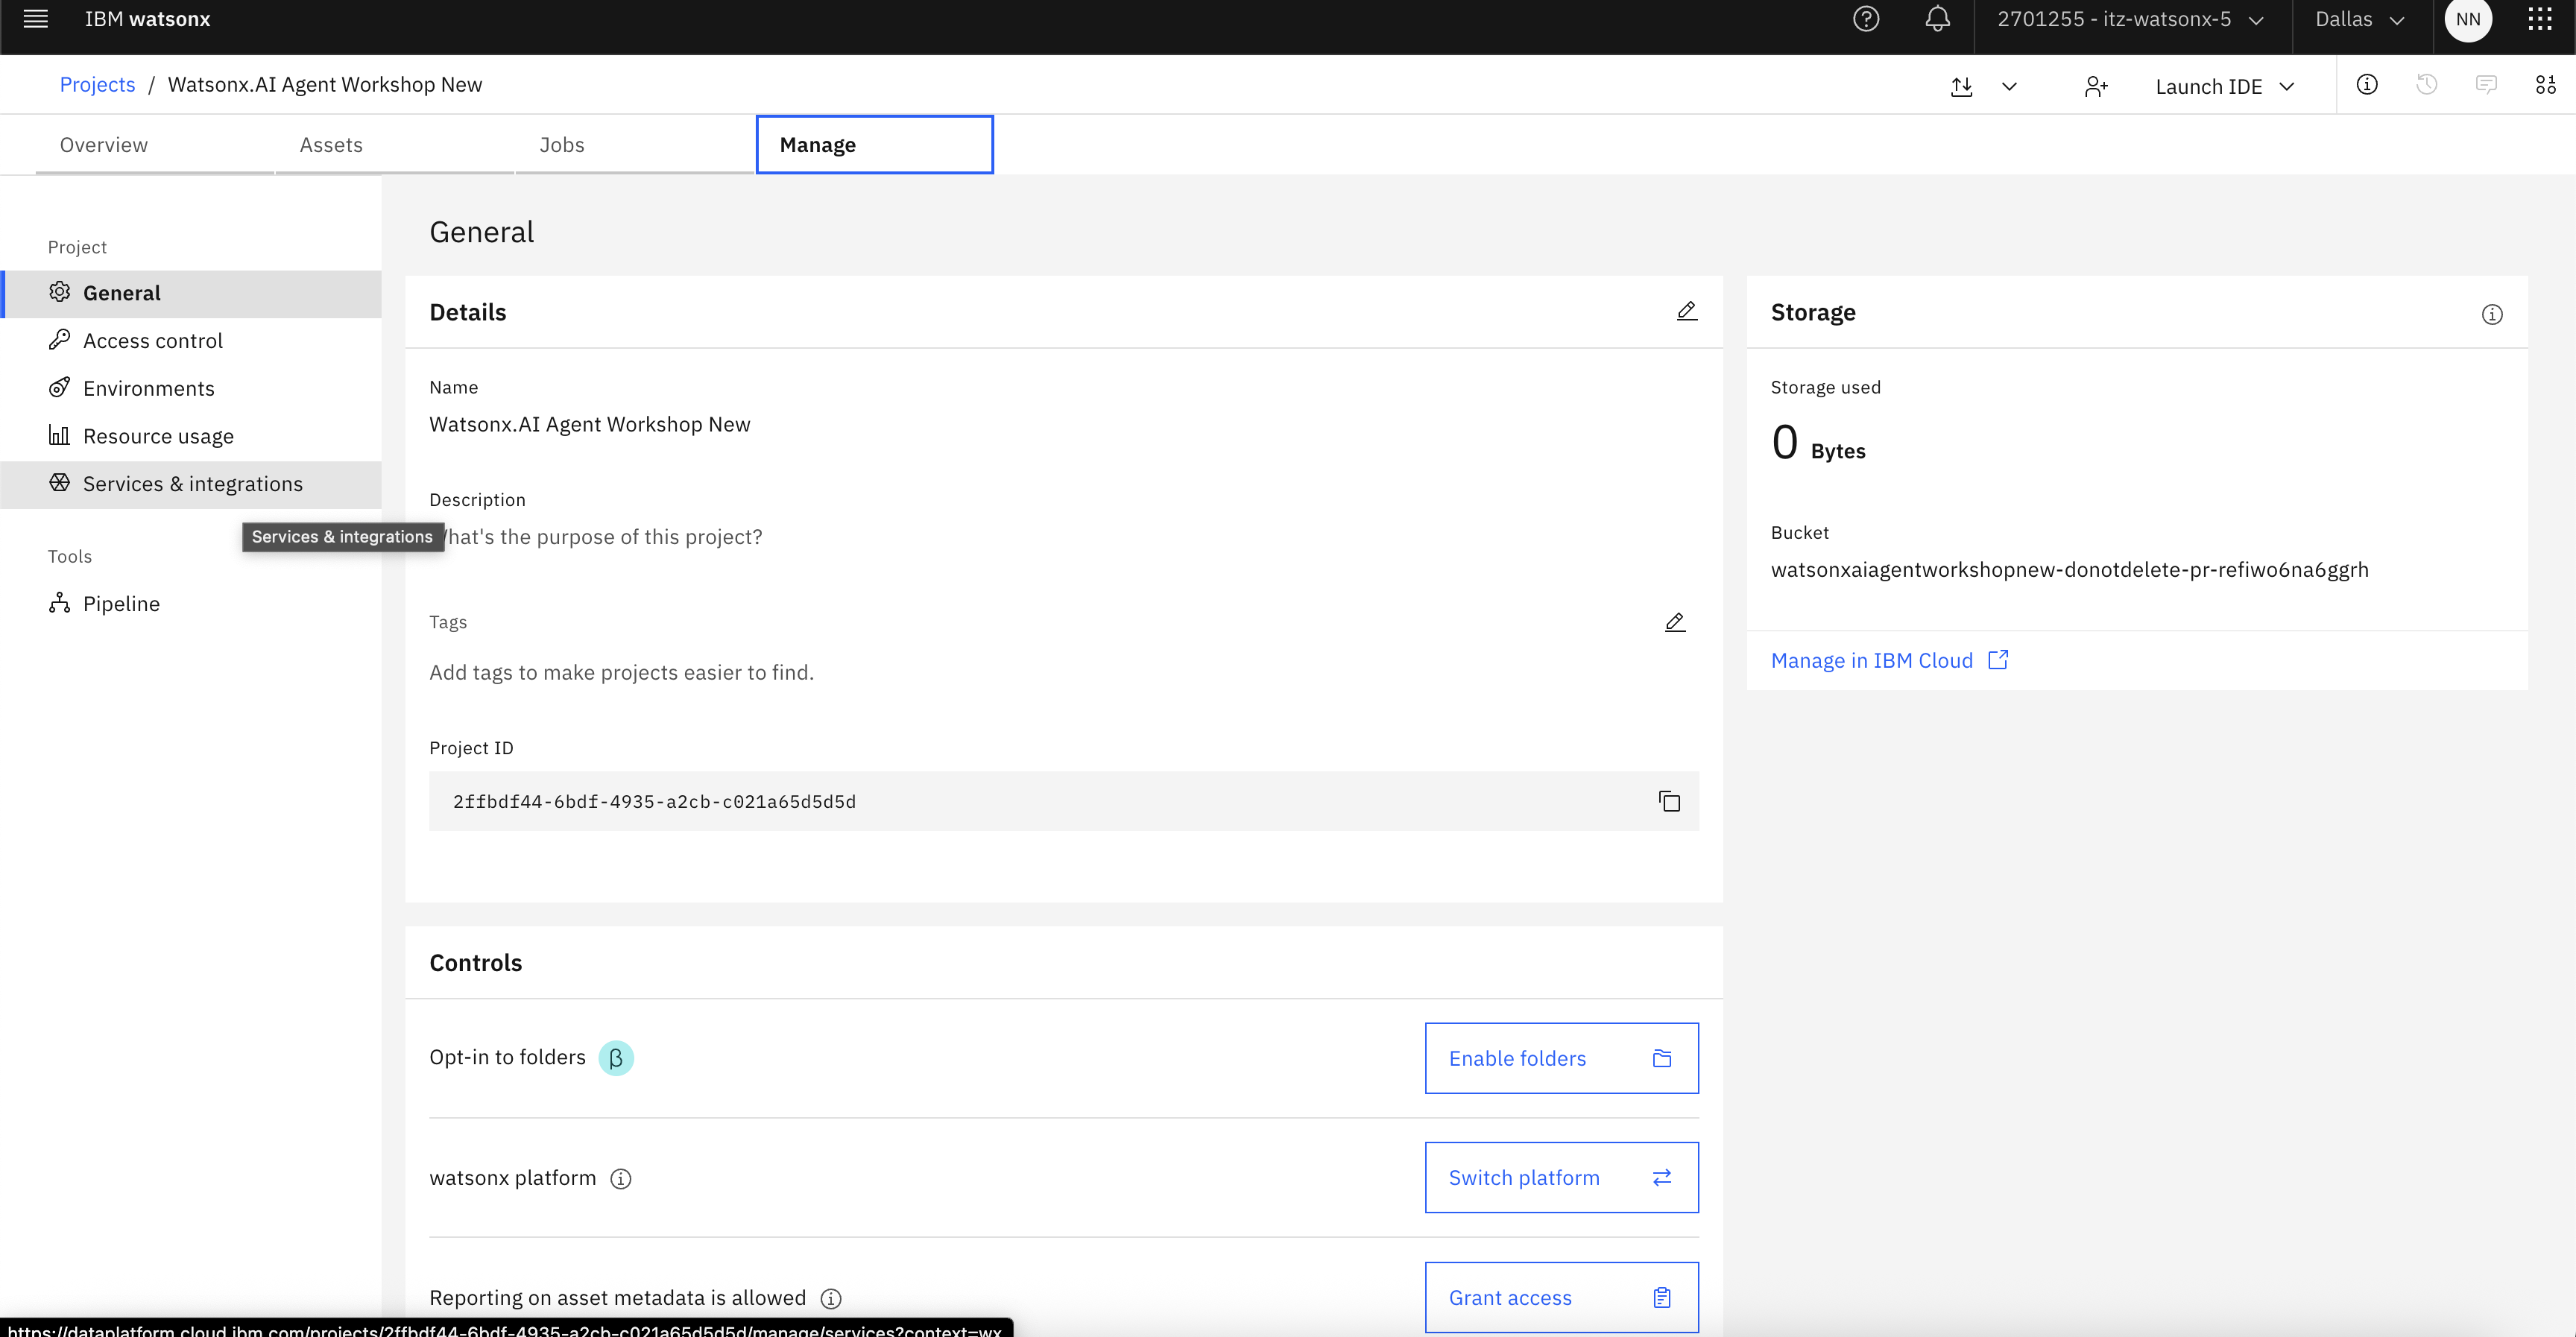 IBM watsonx
2701255 - itz-watsonx-5
Dallas
NN
Projects / Watsonx.AI Agent Workshop New
Launch IDE
Overview
Assets
Jobs
Manage
Project
General
Access control
Environments
Resource usage
Services & integrations
Services & integrations
Tools
Pipeline
General
Details
Name
Watsonx.AI Agent Workshop New
Description
hat's the purpose of this project?
Tags
Add tags to make projects easier to find.
Project ID
2ffbdf44-6bdf-4935-a2cb-c021a65d5d5d
Storage
Storage used
0 Bytes
Bucket
watsonxaiagentworkshopnew-donotdelete-pr-refiwo6na6ggrh
Manage in IBM Cloud
Controls
Opt-in to folders β
Enable folders
watsonx platform
Switch platform
Reporting on asset metadata is allowed
Grant access
https://dataplatform.cloud.ibm.com/projects/2ffbdf44-6bdf-4935-a2cb-c021a65d5d5d/manage/services?context=wx